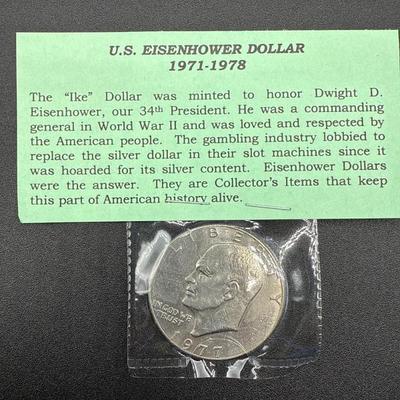 U.S. EISENHOWER DOLLAR
1971-1978
The "Ike" Dollar was minted to honor Dwight D.
Eisenhower, our 34th President. He was a commanding
general in World War II and was loved and respected by
the American people. The gambling industry lobbied to
replace the silver dollar in their slot machines since it
was hoarded for its silver content. Eisenhower Dollars
were the answer. They are Collector's Items that keep
this part of American history alive.
LIBERTY
IN GOD WE
TRUST
1977